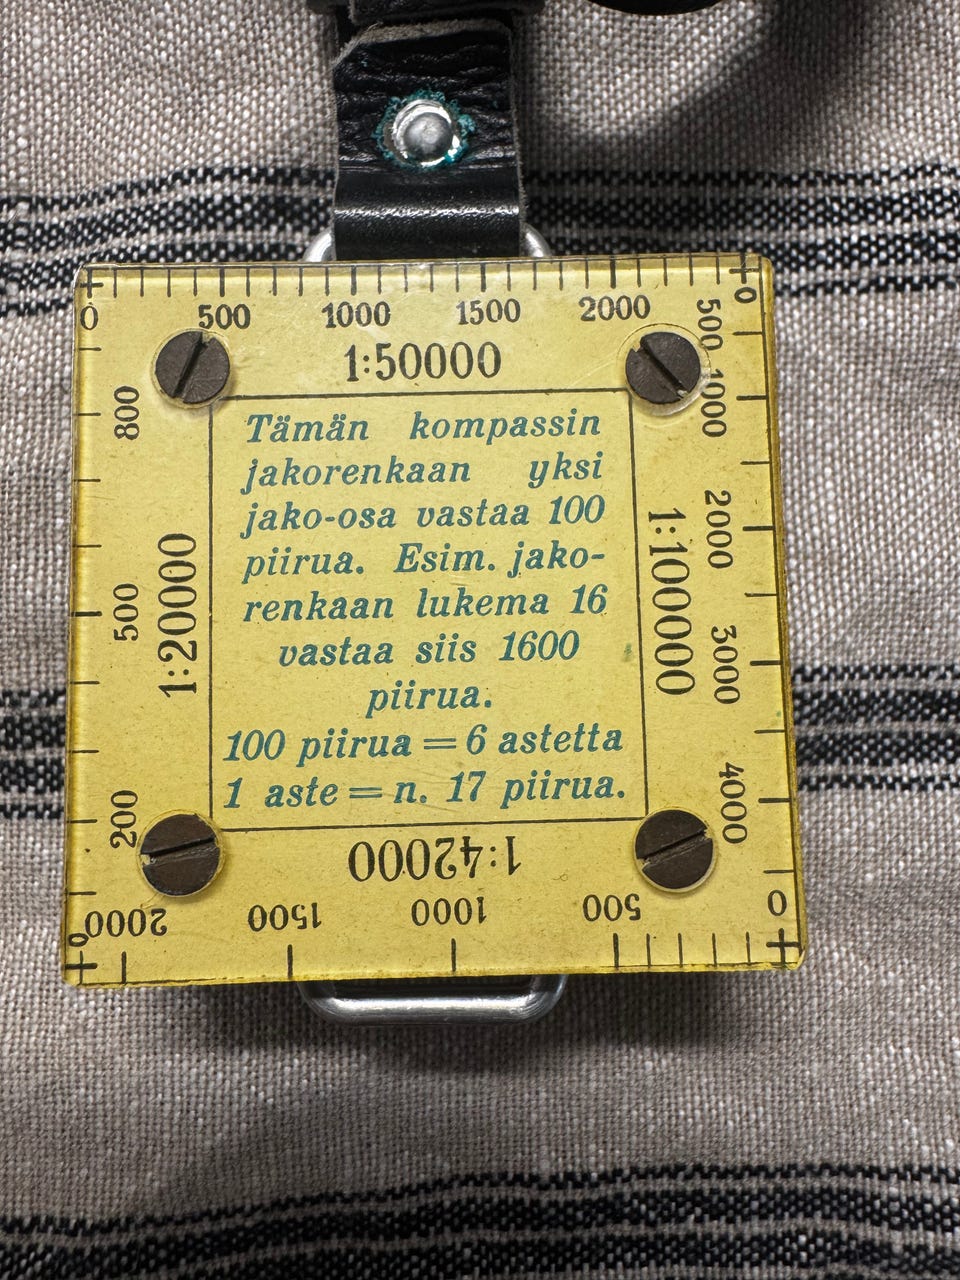 0 500 1000 1500 2000
1:50000
0 500 1000 2000 3000 4000
1:100000
800 500 200 0
1:20000
Tämän kompassin
jakorenkaan yksi
jako-osa vastaa 100
piirua. Esim. jako-
renkaan lukema 16
vastaa siis 1600
piirua.
100 piirua = 6 astetta
1 aste = n. 17 piirua.
1:42000
0 500 1000 1500 2000